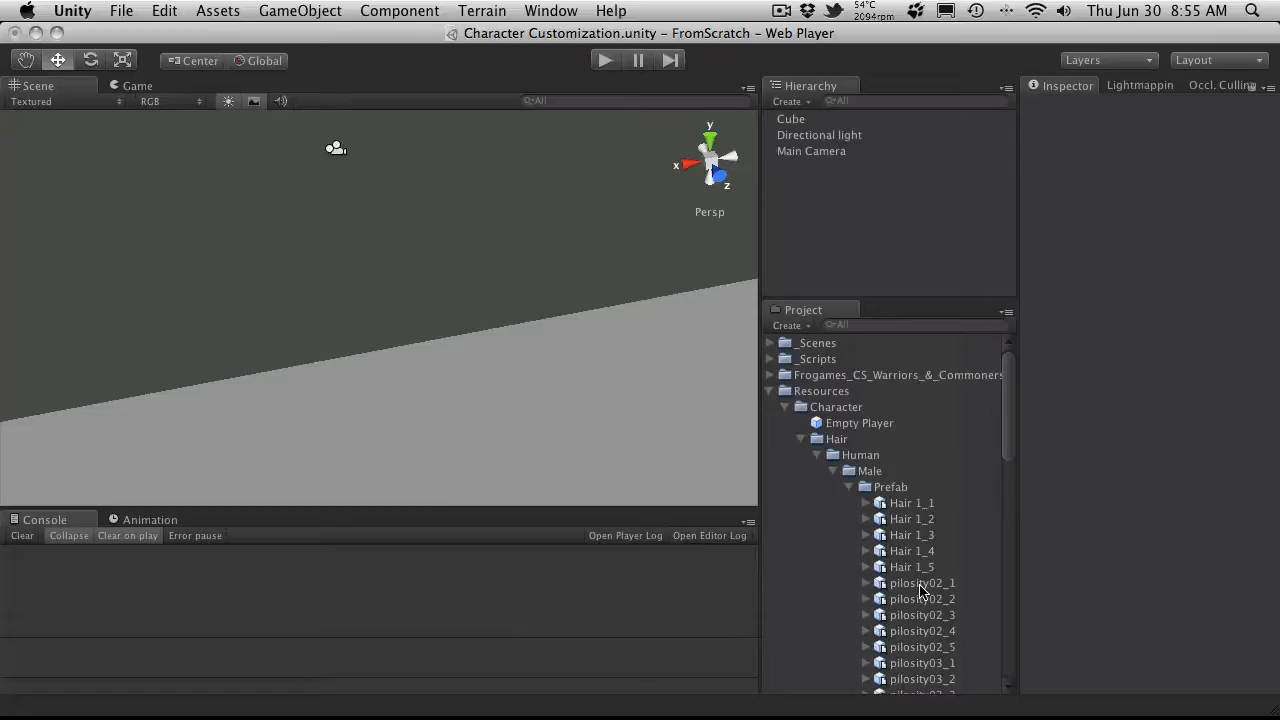 Unity File Edit Assets GameObject Component Terrain Window Help 54°C 2094rpm Thu Jun 30 8:55 AM
Character Customization.unity – FromScratch – Web Player
Center Global Layers Layout
Scene Game Hierarchy Inspector Lightmappin Occl. Culling
Textured RGB All Create All
Cube
Directional light
Main Camera
y
x
z
Persp
Project
Create All
_Scenes
_Scripts
Frogames_CS_Warriors_&_Commoners
Resources
Character
Empty Player
Hair
Human
Male
Prefab
Hair 1_1
Hair 1_2
Hair 1_3
Hair 1_4
Hair 1_5
pilosity02_1
pilosity02_2
pilosity02_3
pilosity02_4
pilosity02_5
pilosity03_1
pilosity03_2
Console Animation
Clear Collapse Clear on play Error pause Open Player Log Open Editor Log